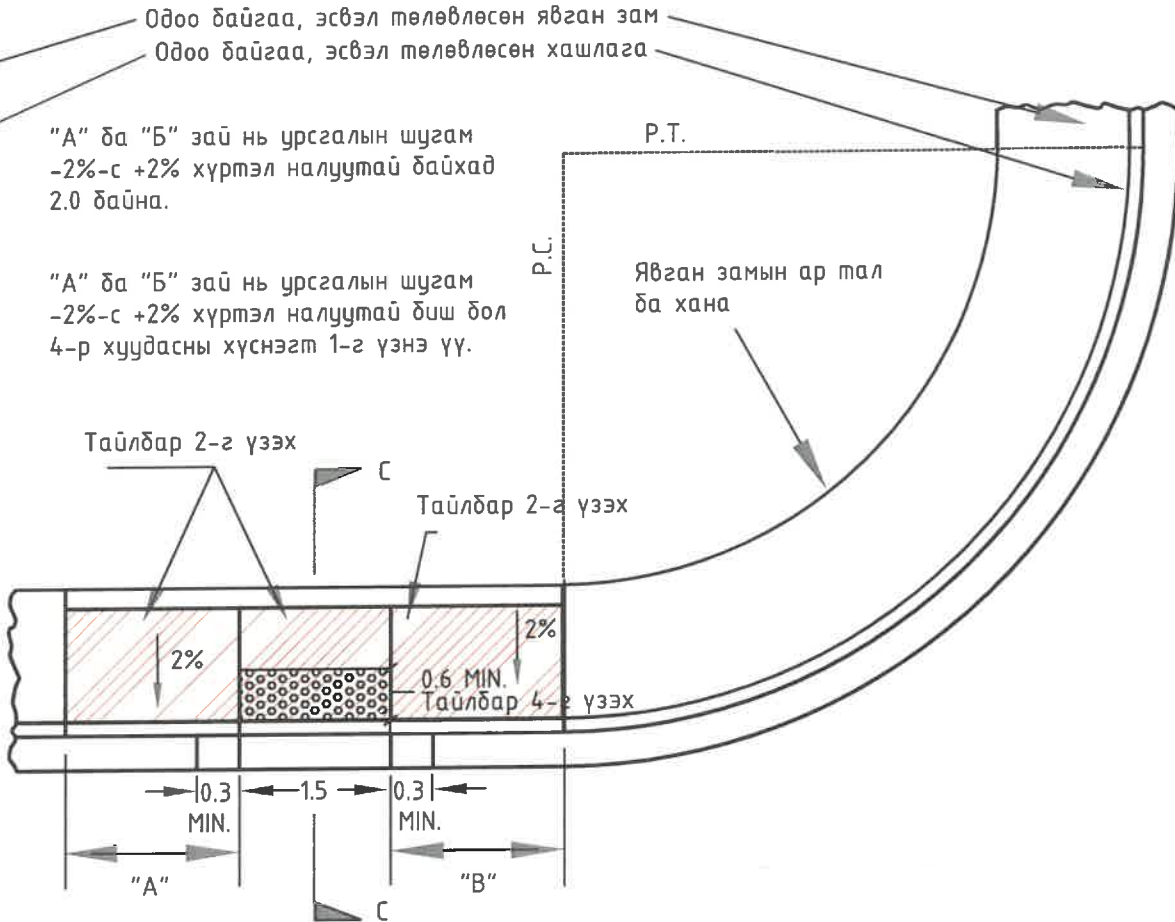 Одоо байгаа, эсвэл төлөвлөсөн явган зам
Одоо байгаа, эсвэл төлөвлөсөн хашлага
"А" ба "Б" зай нь урсгалын шугам
-2%-с +2% хүртэл налуутай байхад
2.0 байна.
P.T.
P.C.
"А" ба "Б" зай нь урсгалын шугам
-2%-с +2% хүртэл налуутай биш бол
4-р хуудасны хүснэгт 1-г үзнэ үү.
Явган замын ар тал
ба хана
Тайлбар 2-г үзэх
C
Тайлбар 2-г үзэх
2%
2%
0.6 MIN.
Тайлбар 4-г үзэх
0.3
MIN.
1.5
0.3
MIN.
"A"
"B"
C